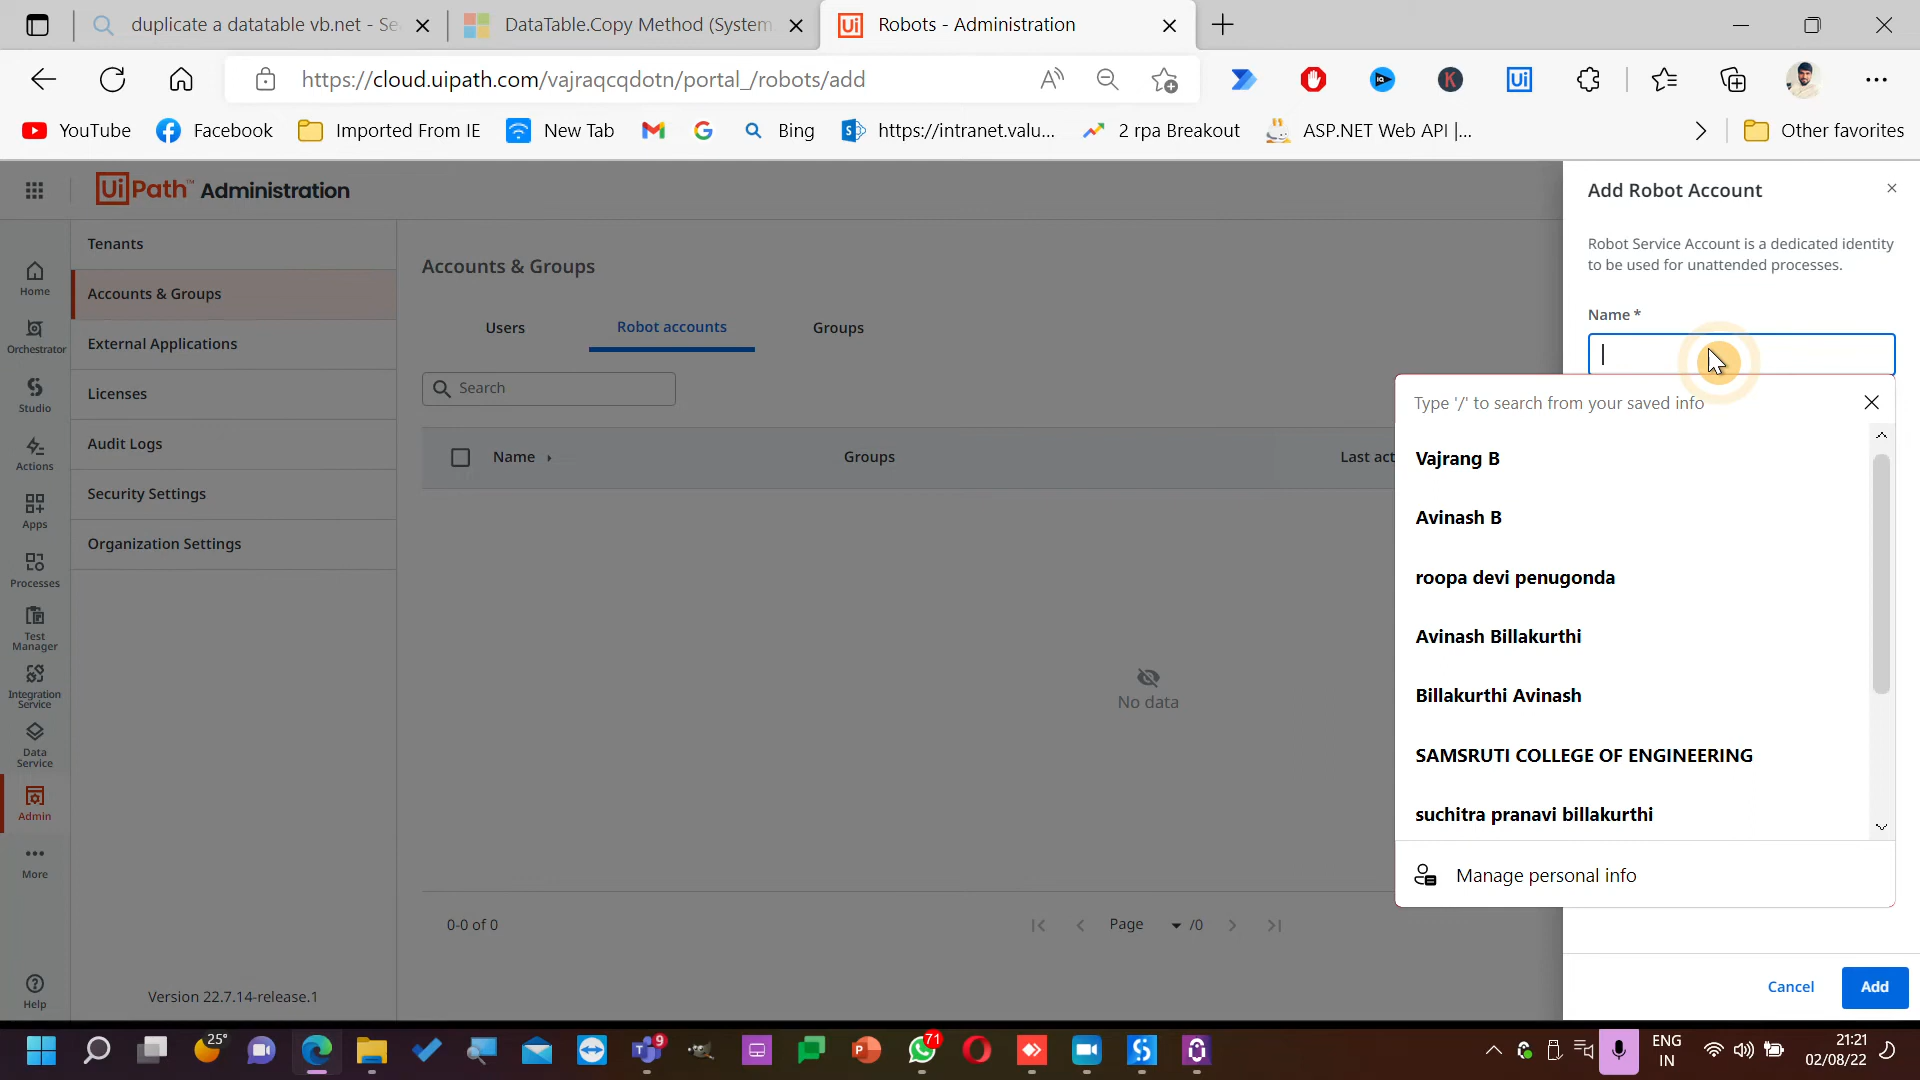 duplicate a datatable vb.net - Se
DataTable.Copy Method (System
Robots - Administration
https://cloud.uipath.com/vajraqcqdotn/portal_/robots/add
YouTube
Facebook
Imported From IE
New Tab
Bing
https://intranet.valu...
2 rpa Breakout
ASP.NET Web API |...
Other favorites
UiPath™ Administration
Add Robot Account
Robot Service Account is a dedicated identity
to be used for unattended processes.
Name *
Type '/' to search from your saved info
Vajrang B
Avinash B
roopa devi penugonda
Avinash Billakurthi
Billakurthi Avinash
SAMSRUTI COLLEGE OF ENGINEERING
suchitra pranavi billakurthi
Manage personal info
Cancel
Add
Home
Orchestrator
Studio
Actions
Apps
Processes
Test
Manager
Integration
Service
Data
Service
Admin
More
Help
Tenants
Accounts & Groups
External Applications
Licenses
Audit Logs
Security Settings
Organization Settings
Version 22.7.14-release.1
Accounts & Groups
Users
Robot accounts
Groups
Search
Name
Groups
Last act
No data
0-0 of 0
Page
/0
25°
9
71
ENG
IN
21:21
02/08/22